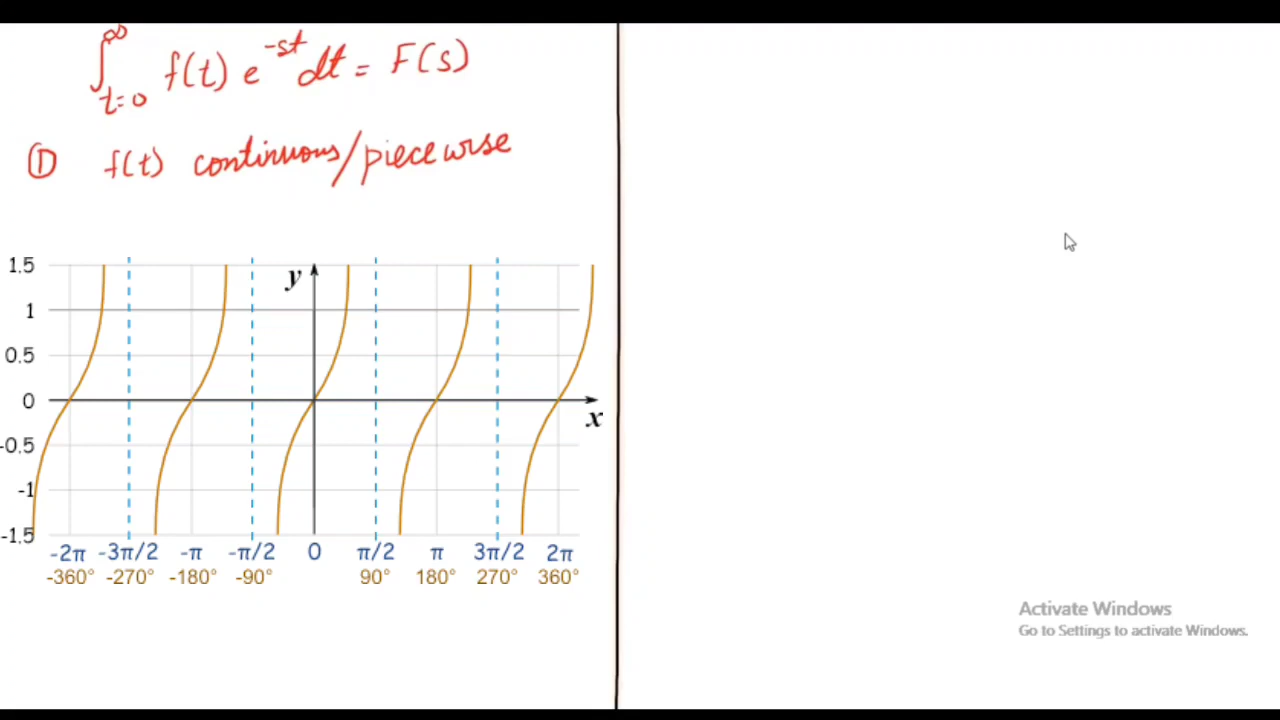 ∫_{t=0}^{∞} f(t) e^{-st} dt = F(s)
① f(t) continuous/piecewise
1.5
y
1
0.5
0
x
-0.5
-1
-1.5
-2π -3π/2 -π -π/2 0 π/2 π 3π/2 2π
-360° -270° -180° -90° 90° 180° 270° 360°
Activate Windows
Go to Settings to activate Windows.